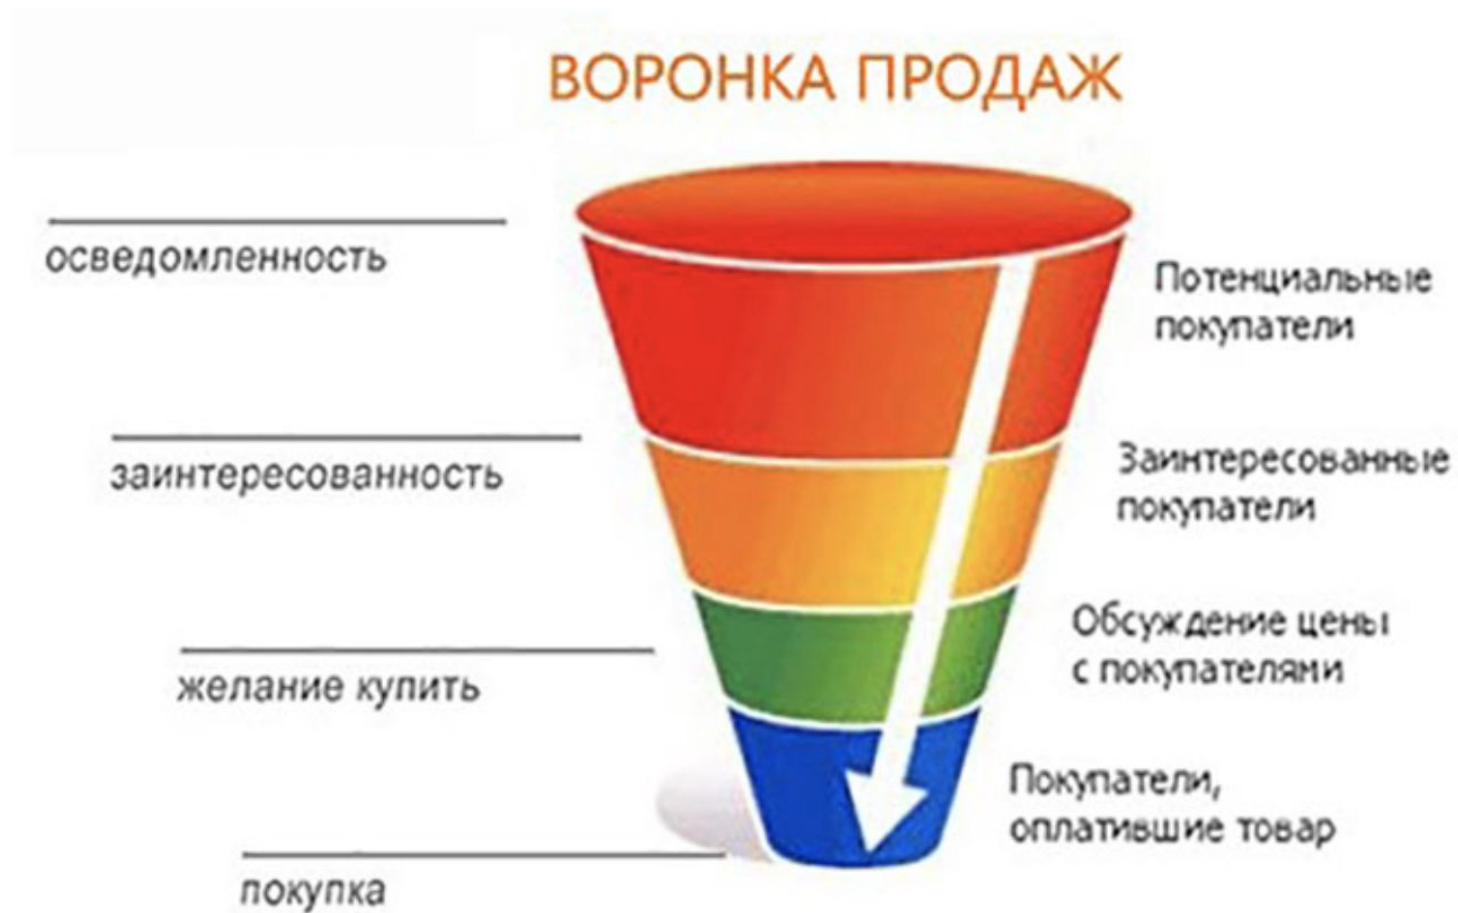 ВОРОНКА ПРОДАЖ
осведомленность
Потенциальные
покупатели
заинтересованность
Заинтересованные
покупатели
Обсуждение цены
с покупателями
желание купить
Покупатели,
оплатившие товар
покупка